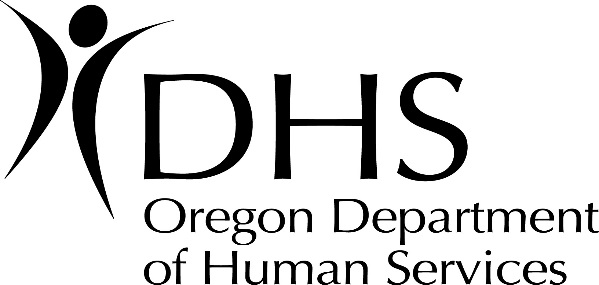 DHS
Oregon Department
of Human Services